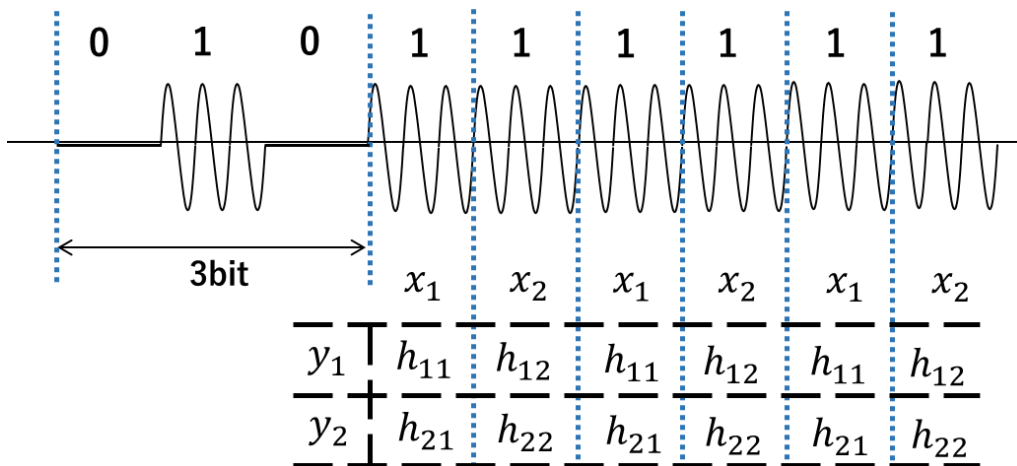 0 1 0 1 1 1 1 1 1
3bit
x₁ x₂ x₁ x₂ x₁ x₂
y₁ h₁₁ h₁₂ h₁₁ h₁₂ h₁₁ h₁₂
y₂ h₂₁ h₂₂ h₂₁ h₂₂ h₂₁ h₂₂